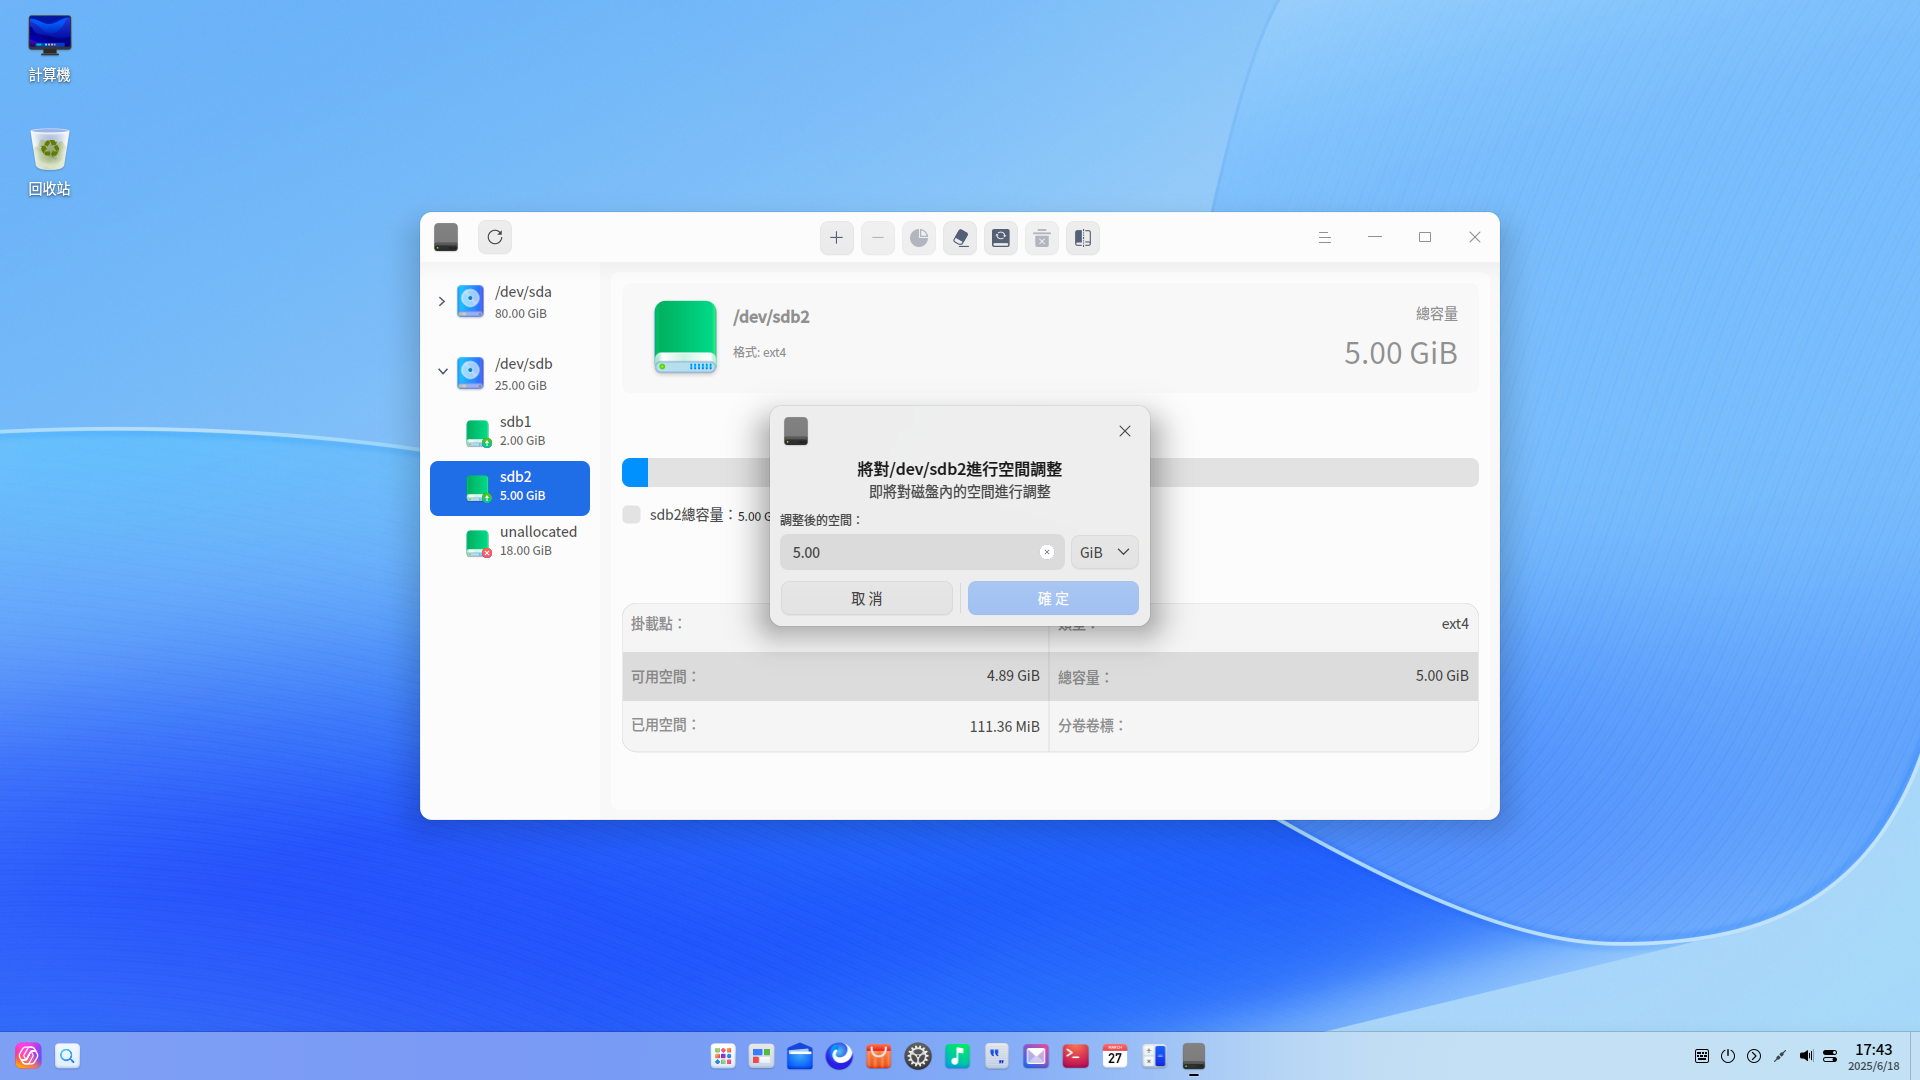 計算機
回收站
/dev/sda
80.00 GiB
/dev/sdb
25.00 GiB
sdb1
2.00 GiB
sdb2
5.00 GiB
unallocated
18.00 GiB
/dev/sdb2
格式: ext4
總容量
5.00 GiB
sdb2總容量：5.00 G
將對/dev/sdb2進行空間調整
即將對磁盤內的空間進行調整
調整後的空間：
5.00
GiB
取消
確定
掛載點：
ext4
可用空間：
4.89 GiB
總容量：
5.00 GiB
已用空間：
111.36 MiB
分卷卷標：
MARCH
27
17:43
2025/6/18